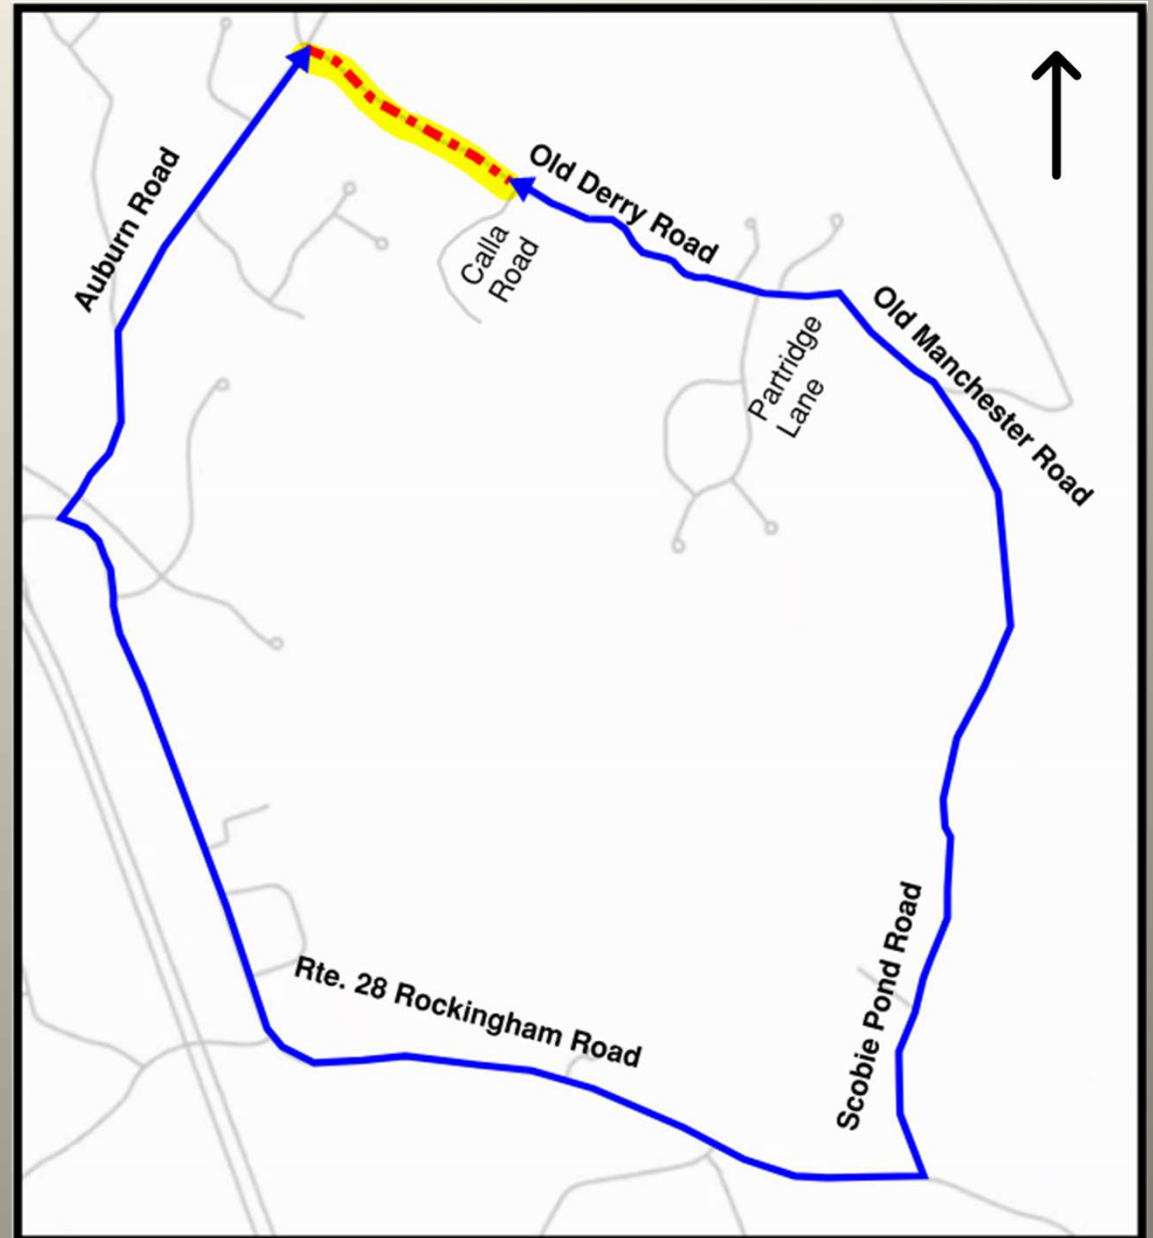 Old Derry Road
Auburn Road
Calla
Road
Old Manchester Road
Partridge
Lane
Scobie Pond Road
Rte. 28 Rockingham Road